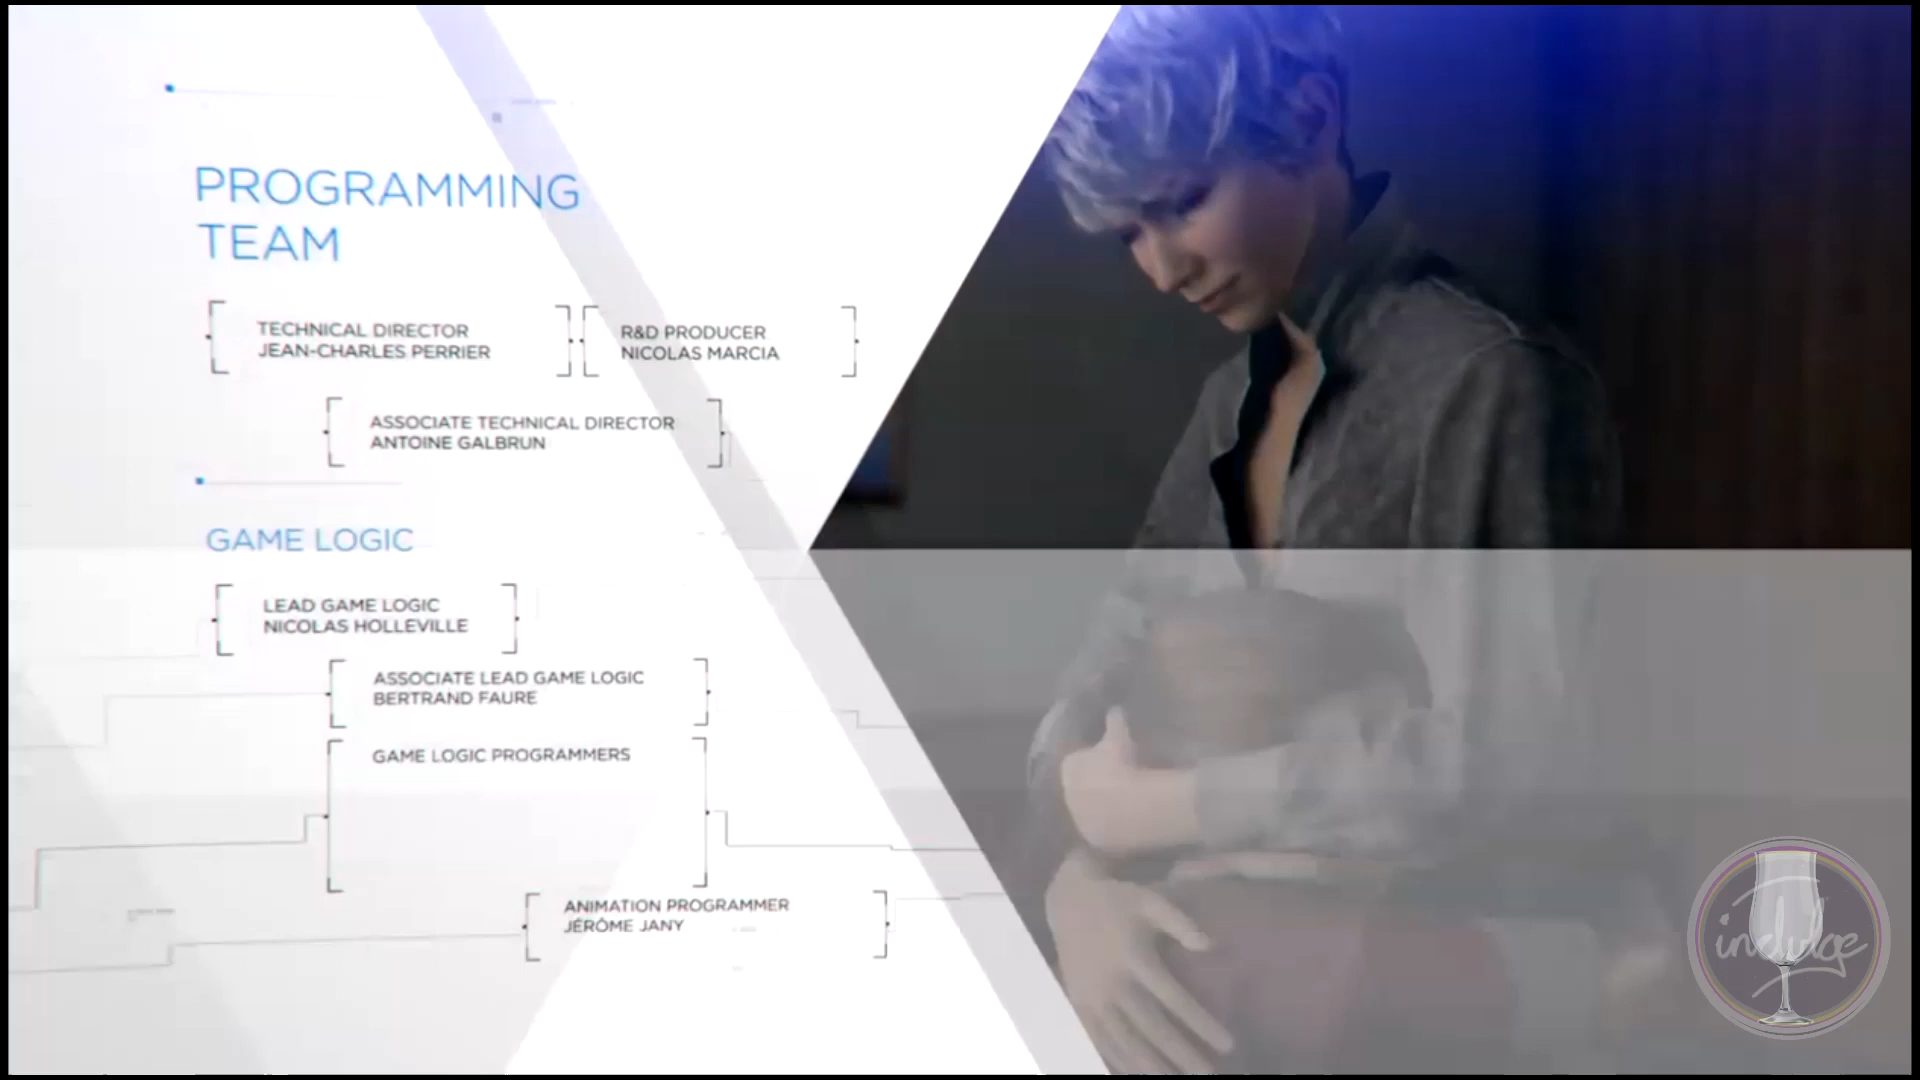 PROGRAMMING
TEAM
TECHNICAL DIRECTOR
JEAN-CHARLES PERRIER
R&D PRODUCER
NICOLAS MARCIA
ASSOCIATE TECHNICAL DIRECTOR
ANTOINE GALBRUN
GAME LOGIC
LEAD GAME LOGIC
NICOLAS HOLLEVILLE
ASSOCIATE LEAD GAME LOGIC
BERTRAND FAURE
GAME LOGIC PROGRAMMERS
ANIMATION PROGRAMMER
JÉRÔME JANY
indulge